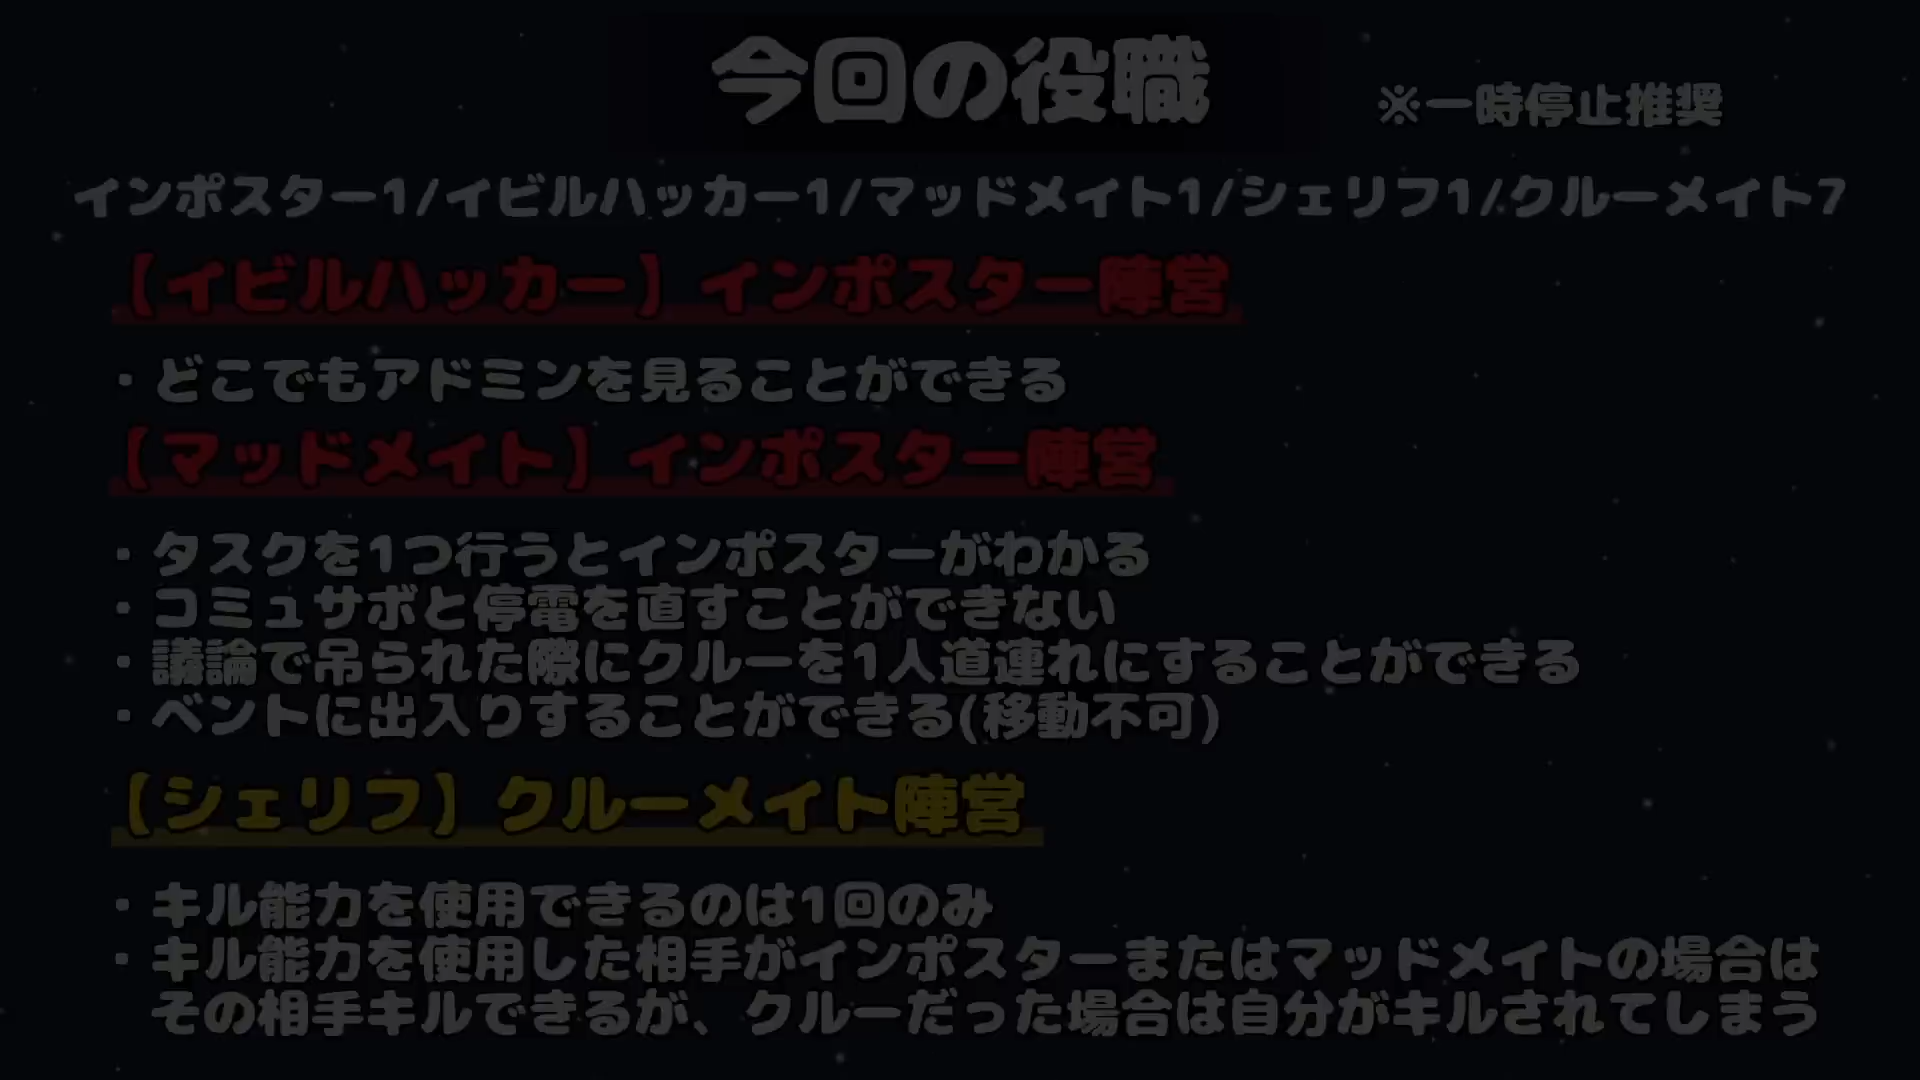 今回の役職
※一時停止推奨
インポスター1/イビルハッカー1/マッドメイト1/シェリフ1/クルーメイト7
【イビルハッカー】インポスター陣営
・どこでもアドミンを見ることができる
【マッドメイト】インポスター陣営
・タスクを1つ行うとインポスターがわかる
・コミュサボと停電を直すことができない
・議論で吊られた際にクルーを1人道連れにすることができる
・ベントに出入りすることができる(移動不可)
【シェリフ】クルーメイト陣営
・キル能力を使用できるのは1回のみ
・キル能力を使用した相手がインポスターまたはマッドメイトの場合は
その相手キルできるが、クルーだった場合は自分がキルされてしまう